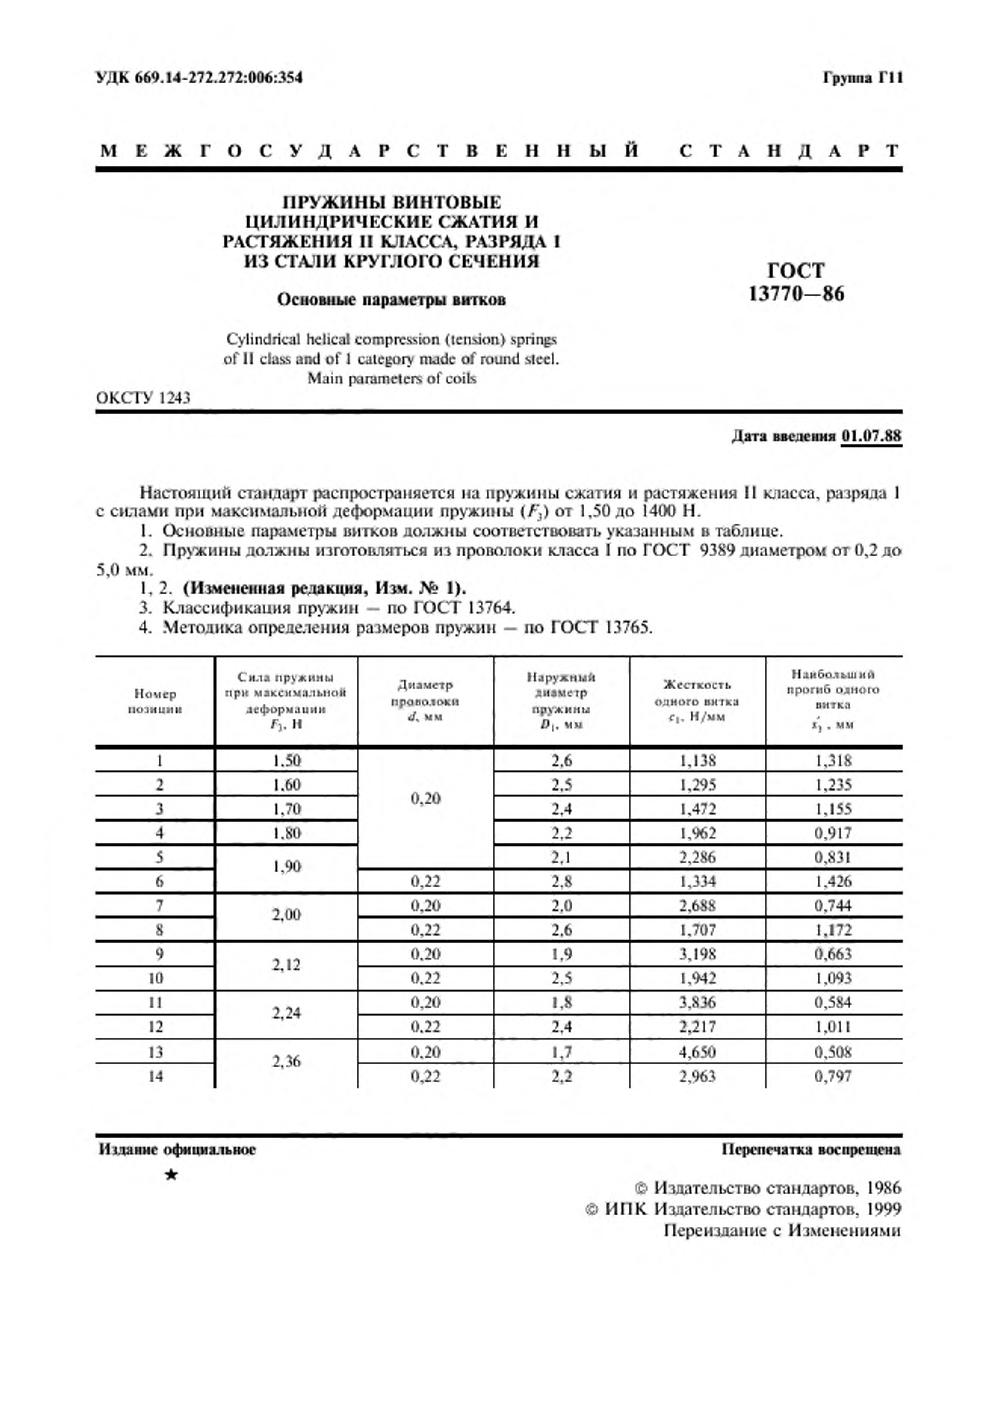 УДК 669.14-272.272:006:354 Группа Г11
МЕЖГОСУДАРСТВЕННЫЙ СТАНДАРТ
ПРУЖИНЫ ВИНТОВЫЕ
ЦИЛИНДРИЧЕСКИЕ СЖАТИЯ И
РАСТЯЖЕНИЯ II КЛАССА, РАЗРЯДА 1
ИЗ СТАЛИ КРУГЛОГО СЕЧЕНИЯ
Основные параметры витков
Cylindrical helical compression (tension) springs
of II class and of 1 category made of round steel.
Main parameters of coils
ГОСТ
13770—86
ОКСТУ 1243
Дата введения 01.07.88
Настоящий стандарт распространяется на пружины сжатия и растяжения II класса, разряда 1
с силами при максимальной деформации пружины (F₃) от 1,50 до 1400 Н.
1. Основные параметры витков должны соответствовать указанным в таблице.
2. Пружины должны изготовляться из проволоки класса I по ГОСТ 9389 диаметром от 0,2 до
5,0 мм.
1, 2. (Измененная редакция, Изм. № 1).
3. Классификация пружин — по ГОСТ 13764.
4. Методика определения размеров пружин — по ГОСТ 13765.
Номер
позиции
Сила пружины
при максимальной
деформации
F₃, Н
Диаметр
проволоки
d, мм
Наружный
диаметр
пружины
D₁, мм
Жесткость
одного витка
c₁, Н/мм
Наибольший
прогиб одного
витка
s₃′, мм
1 1,50 0,20 2,6 1,138 1,318
2 1,60 2,5 1,295 1,235
3 1,70 2,4 1,472 1,155
4 1,80 2,2 1,962 0,917
5 1,90 2,1 2,286 0,831
6 0,22 2,8 1,334 1,426
7 2,00 0,20 2,0 2,688 0,744
8 0,22 2,6 1,707 1,172
9 2,12 0,20 1,9 3,198 0,663
10 0,22 2,5 1,942 1,093
11 2,24 0,20 1,8 3,836 0,584
12 0,22 2,4 2,217 1,011
13 2,36 0,20 1,7 4,650 0,508
14 0,22 2,2 2,963 0,797
Издание официальное Перепечатка воспрещена
★
© Издательство стандартов, 1986
© ИПК Издательство стандартов, 1999
Переиздание с Изменениями